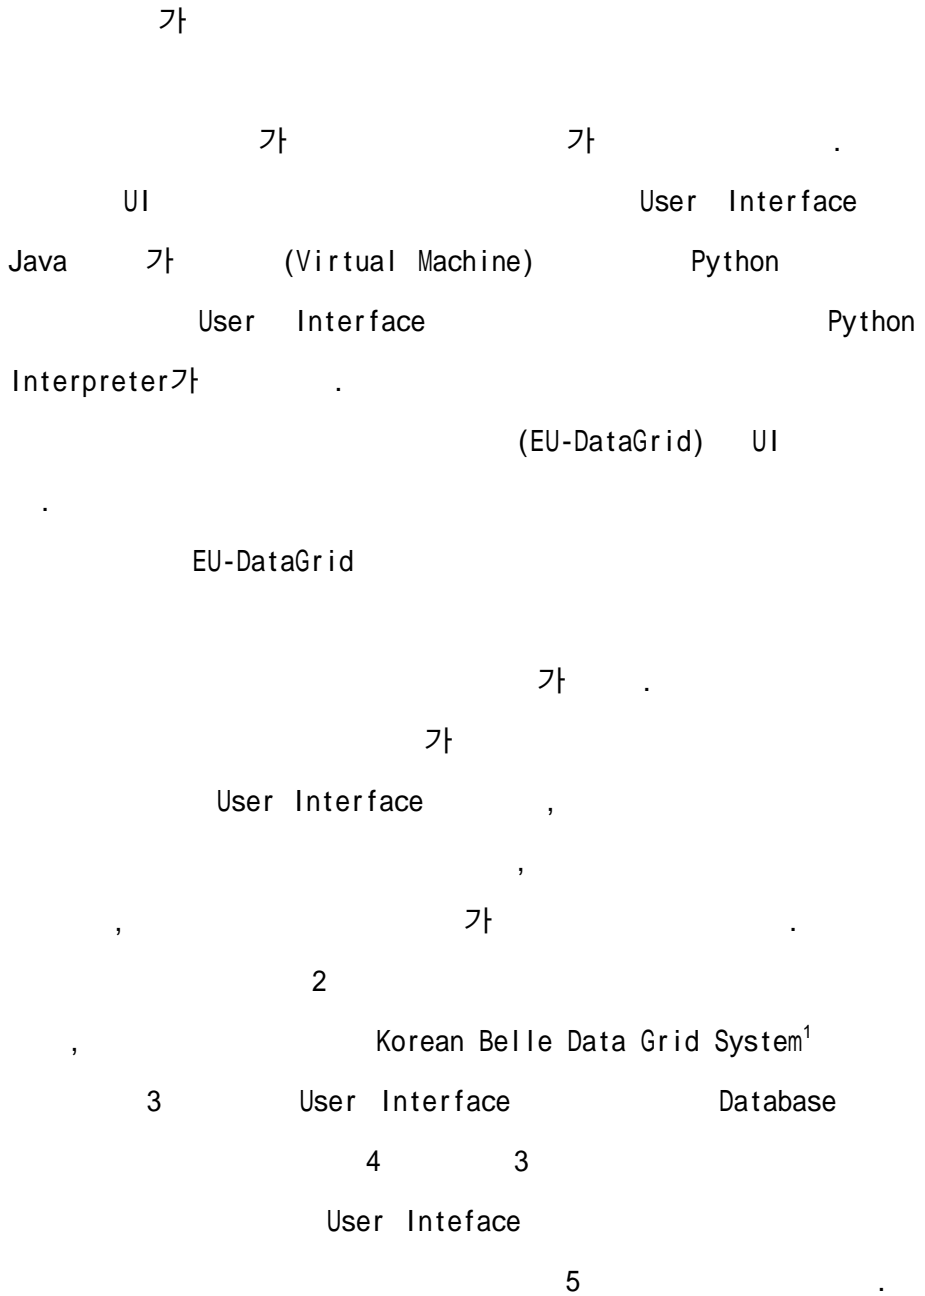 가
가 가 .
UI User Interface
Java 가 (Virtual Machine) Python
User Interface Python
Interpreter가 .
(EU-DataGrid) UI
.
EU-DataGrid
가 .
가
User Interface ,
,
, 가 .
2
, Korean Belle Data Grid System¹
3 User Interface Database
4 3
User Inteface
5 .